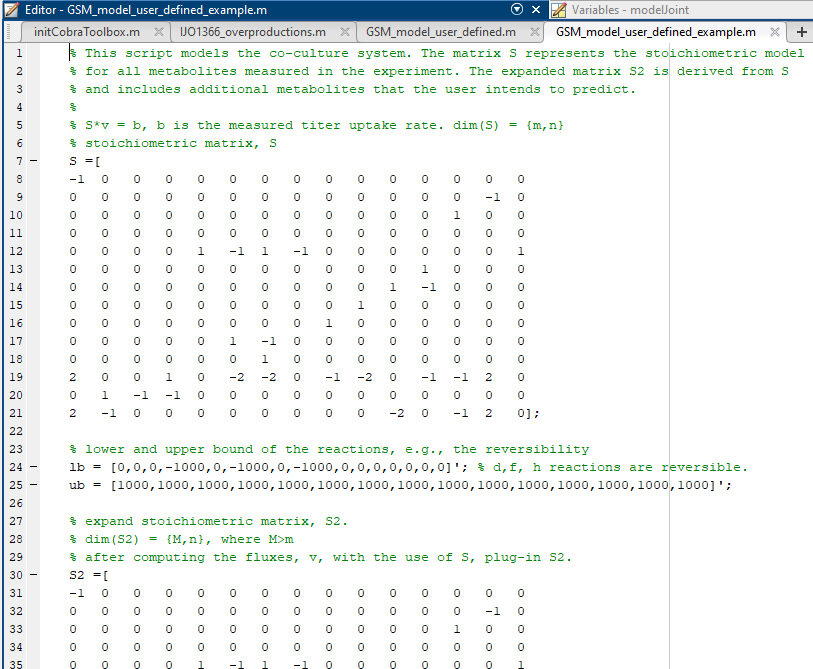 Editor - GSM_model_user_defined_example.m
Variables - modelJoint
initCobraToolbox.m × IJO1366_overproductions.m × GSM_model_user_defined.m × GSM_model_user_defined_example.m × +
1 % This script models the co-culture system. The matrix S represents the stoichiometric model
2 % for all metabolites measured in the experiment. The expanded matrix S2 is derived from S
3 % and includes additional metabolites that the user intends to predict.
4 %
5 % S*v = b, b is the measured titer uptake rate. dim(S) = {m,n}
6 % stoichiometric matrix, S
7 – S =[
8 -1 0 0 0 0 0 0 0 0 0 0 0 0 0 0
9 0 0 0 0 0 0 0 0 0 0 0 0 0 -1 0
10 0 0 0 0 0 0 0 0 0 0 0 0 1 0 0
11 0 0 0 0 0 0 0 0 0 0 0 0 0 0 0
12 0 0 0 0 1 -1 1 -1 0 0 0 0 0 0 1
13 0 0 0 0 0 0 0 0 0 0 0 1 0 0 0
14 0 0 0 0 0 0 0 0 0 0 1 -1 0 0 0
15 0 0 0 0 0 0 0 0 0 1 0 0 0 0 0
16 0 0 0 0 0 0 0 0 1 0 0 0 0 0 0
17 0 0 0 0 0 1 -1 0 0 0 0 0 0 0 0
18 0 0 0 0 0 0 1 0 0 0 0 0 0 0 0
19 2 0 0 1 0 -2 -2 0 -1 -2 0 -1 -1 2 0
20 0 1 -1 -1 0 0 0 0 0 0 0 0 0 0 0
21 2 -1 0 0 0 0 0 0 0 0 -2 0 -1 2 0];
22
23 % lower and upper bound of the reactions, e.g., the reversibility
24 – lb = [0,0,0,-1000,0,-1000,0,-1000,0,0,0,0,0,0,0]'; % d,f, h reactions are reversible.
25 – ub = [1000,1000,1000,1000,1000,1000,1000,1000,1000,1000,1000,1000,1000,1000,1000]';
26
27 % expand stoichiometric matrix, S2.
28 % dim(S2) = {M,n}, where M>m
29 % after computing the fluxes, v, with the use of S, plug-in S2.
30 – S2 =[
31 -1 0 0 0 0 0 0 0 0 0 0 0 0 0 0
32 0 0 0 0 0 0 0 0 0 0 0 0 0 -1 0
33 0 0 0 0 0 0 0 0 0 0 0 0 1 0 0
34 0 0 0 0 0 0 0 0 0 0 0 0 0 0 0
35 0 0 0 0 1 -1 1 -1 0 0 0 0 0 0 1